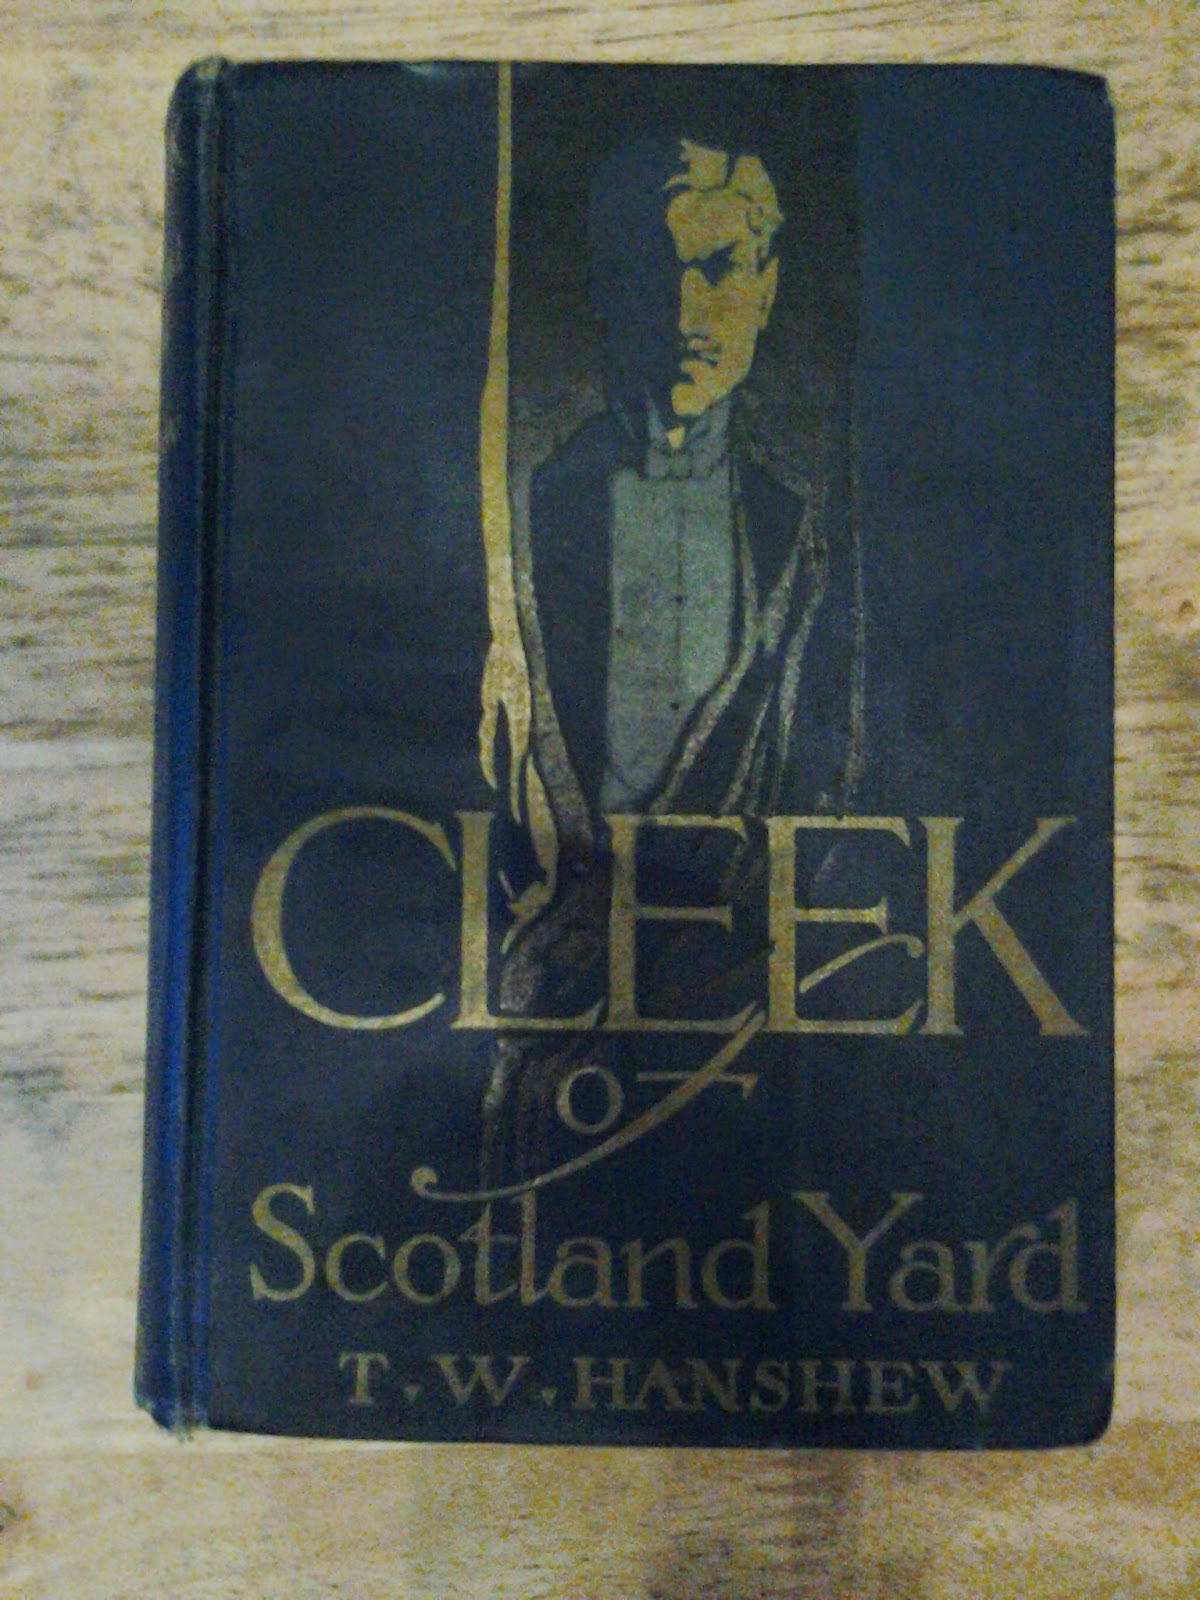 CLEEK
of
Scotland Yard
T. W. HANSHEW